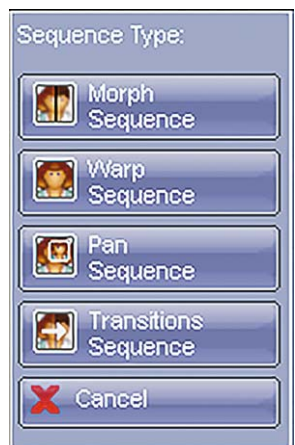 Sequence Type:
Morph
Sequence
Warp
Sequence
Pan
Sequence
Transitions
Sequence
Cancel